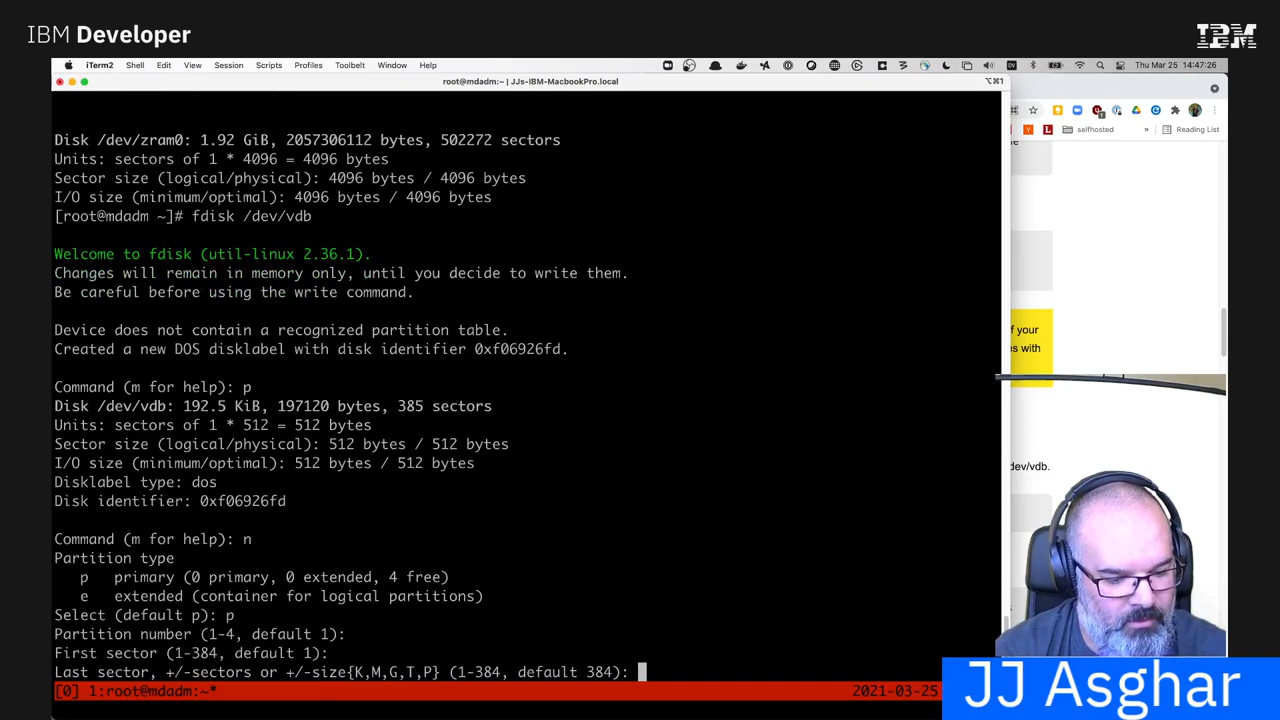 IBM Developer
IBM
iTerm2 Shell Edit View Session Scripts Profiles Toolbelt Window Help
Thu Mar 25 14:47:26
root@mdadm:~ | JJs-IBM-MacbookPro.local
⌥⌘1
selfhosted
»
Reading List
Disk /dev/zram0: 1.92 GiB, 2057306112 bytes, 502272 sectors
Units: sectors of 1 * 4096 = 4096 bytes
Sector size (logical/physical): 4096 bytes / 4096 bytes
I/O size (minimum/optimal): 4096 bytes / 4096 bytes
[root@mdadm ~]# fdisk /dev/vdb
Welcome to fdisk (util-linux 2.36.1).
Changes will remain in memory only, until you decide to write them.
Be careful before using the write command.
Device does not contain a recognized partition table.
Created a new DOS disklabel with disk identifier 0xf06926fd.
Command (m for help): p
Disk /dev/vdb: 192.5 KiB, 197120 bytes, 385 sectors
Units: sectors of 1 * 512 = 512 bytes
Sector size (logical/physical): 512 bytes / 512 bytes
I/O size (minimum/optimal): 512 bytes / 512 bytes
Disklabel type: dos
Disk identifier: 0xf06926fd
Command (m for help): n
Partition type
p primary (0 primary, 0 extended, 4 free)
e extended (container for logical partitions)
Select (default p): p
Partition number (1-4, default 1):
First sector (1-384, default 1):
Last sector, +/-sectors or +/-size{K,M,G,T,P} (1-384, default 384):
[0] 1:root@mdadm:~*
2021-03-25
of your
es with
dev/vdb.
JJ Asghar